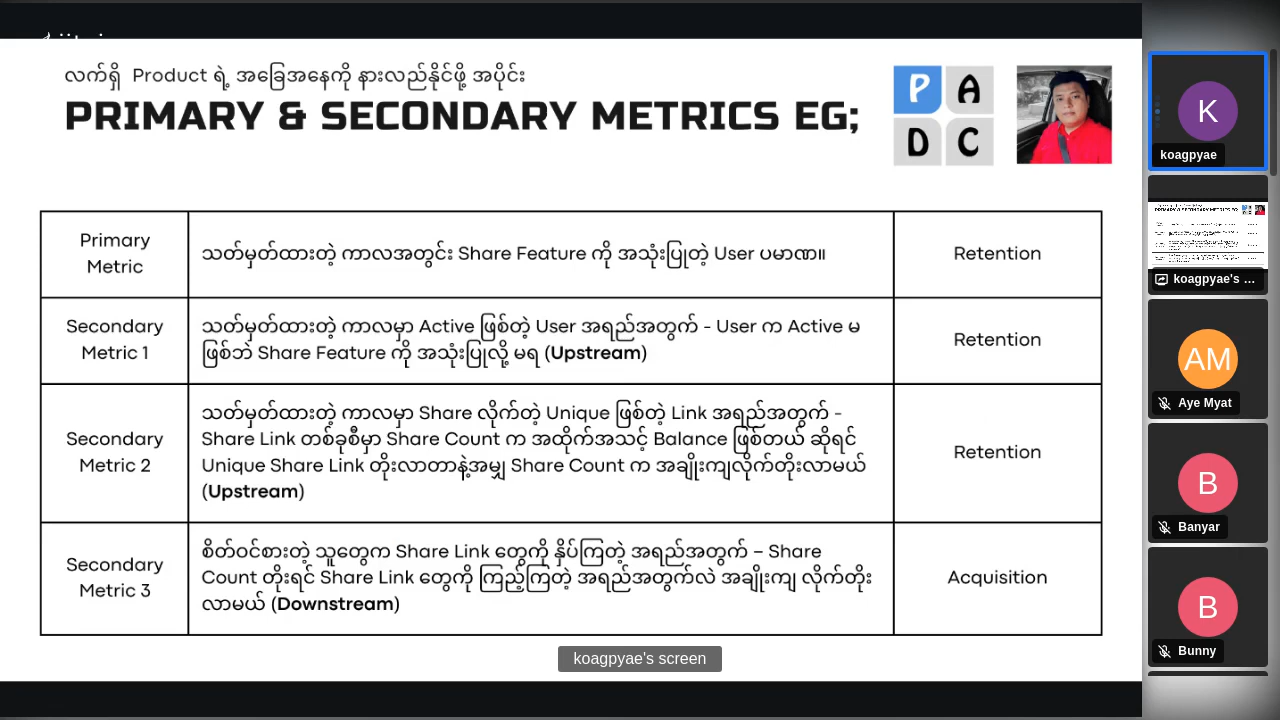 လက်ရှိ Product ရဲ့ အခြေအနေကို နားလည်နိုင်ဖို့ အပိုင်း
PRIMARY & SECONDARY METRICS EG;
P A
D C
Primary
Metric
သတ်မှတ်ထားတဲ့ ကာလအတွင်း Share Feature ကို အသုံးပြုတဲ့ User ပမာဏ။
Retention
Secondary
Metric 1
သတ်မှတ်ထားတဲ့ ကာလမှာ Active ဖြစ်တဲ့ User အရည်အတွက် - User က Active မ
ဖြစ်ဘဲ Share Feature ကို အသုံးပြုလို့ မရ (Upstream)
Retention
Secondary
Metric 2
သတ်မှတ်ထားတဲ့ ကာလမှာ Share လိုက်တဲ့ Unique ဖြစ်တဲ့ Link အရည်အတွက် -
Share Link တစ်ခုစီမှာ Share Count က အထိုက်အသင့် Balance ဖြစ်တယ် ဆိုရင်
Unique Share Link တိုးလာတာနဲ့အမျှ Share Count က အချိုးကျလိုက်တိုးလာမယ်
(Upstream)
Retention
Secondary
Metric 3
စိတ်ဝင်စားတဲ့ သူတွေက Share Link တွေကို နှိပ်ကြတဲ့ အရည်အတွက် – Share
Count တိုးရင် Share Link တွေကို ကြည့်ကြတဲ့ အရည်အတွက်လဲ အချိုးကျ လိုက်တိုး
လာမယ် (Downstream)
Acquisition
koagpyae's screen
K
koagpyae
koagpyae's ...
AM
Aye Myat
B
Banyar
B
Bunny